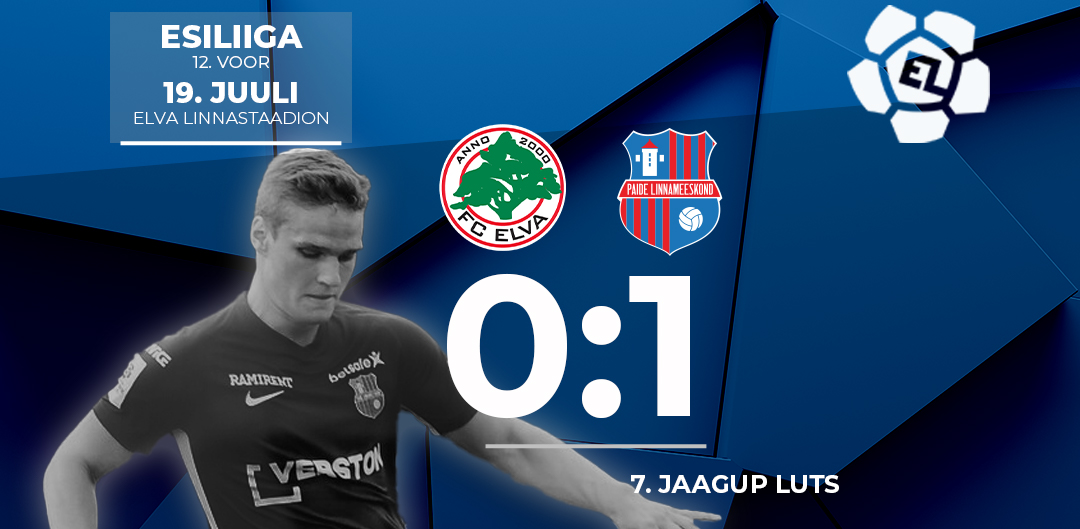 ESILIIGA
12. VOOR
19. JUULI
ELVA LINNASTAADION
EL
ANNO 2000
FC ELVA
PAIDE LINNAMEESKOND
0:1
RAMIRENT
betsafe
VERSTON
7. JAAGUP LUTS